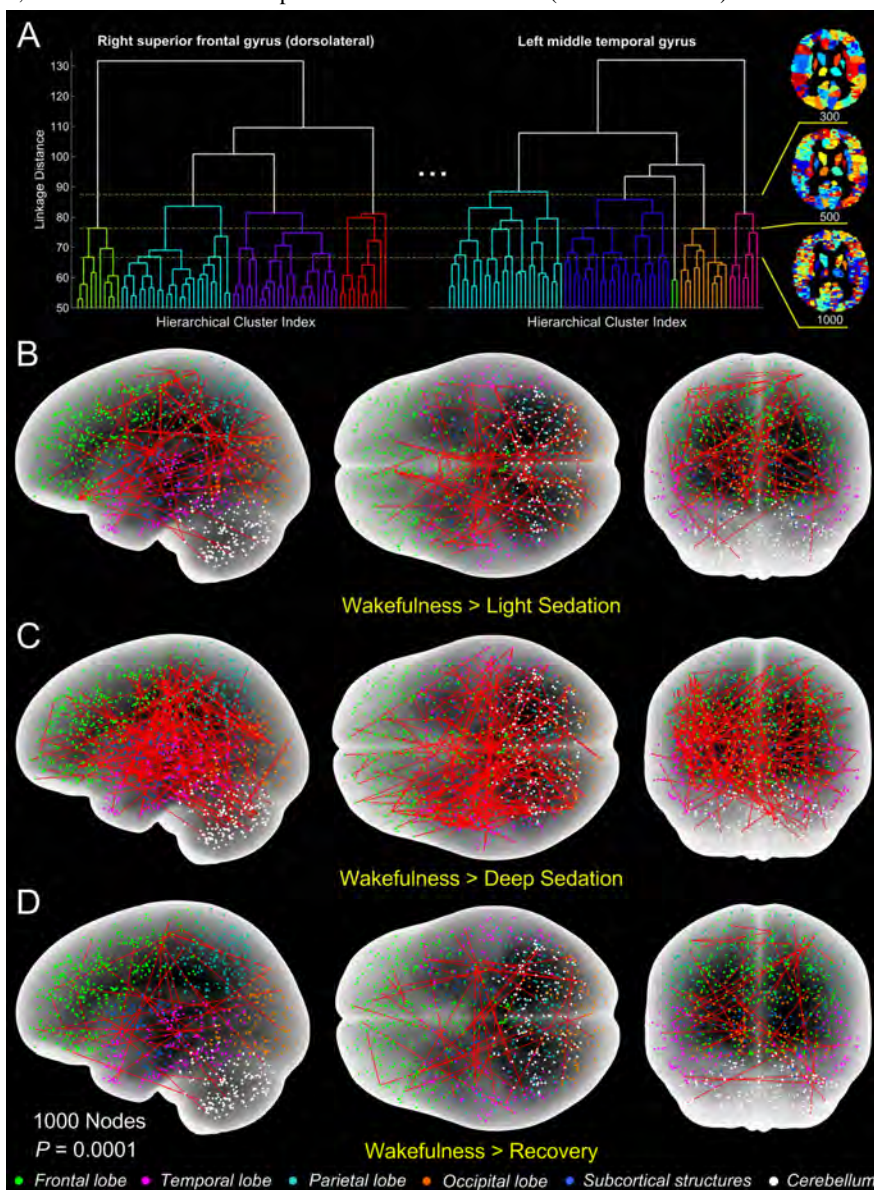 A
Right superior frontal gyrus (dorsolateral)
Left middle temporal gyrus
Linkage Distance
130
120
110
100
90
80
70
60
50
...
300
500
1000
Hierarchical Cluster Index
Hierarchical Cluster Index
B
Wakefulness > Light Sedation
C
Wakefulness > Deep Sedation
D
1000 Nodes
P = 0.0001
Wakefulness > Recovery
Frontal lobe
Temporal lobe
Parietal lobe
Occipital lobe
Subcortical structures
Cerebellum